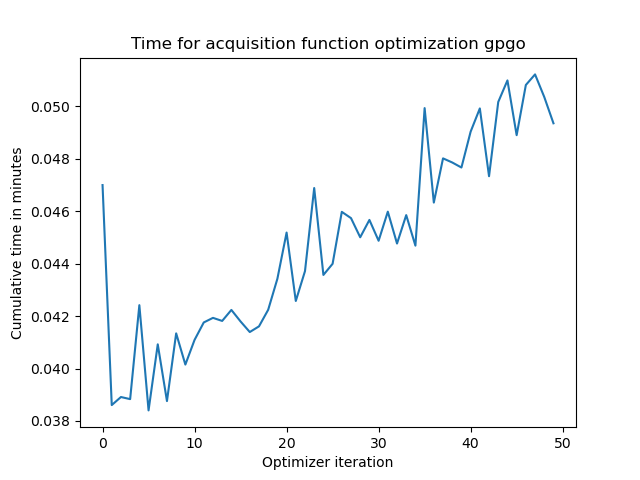 Time for acquisition function optimization gpgo
Cumulative time in minutes
0.050
0.048
0.046
0.044
0.042
0.040
0.038
0 10 20 30 40 50
Optimizer iteration